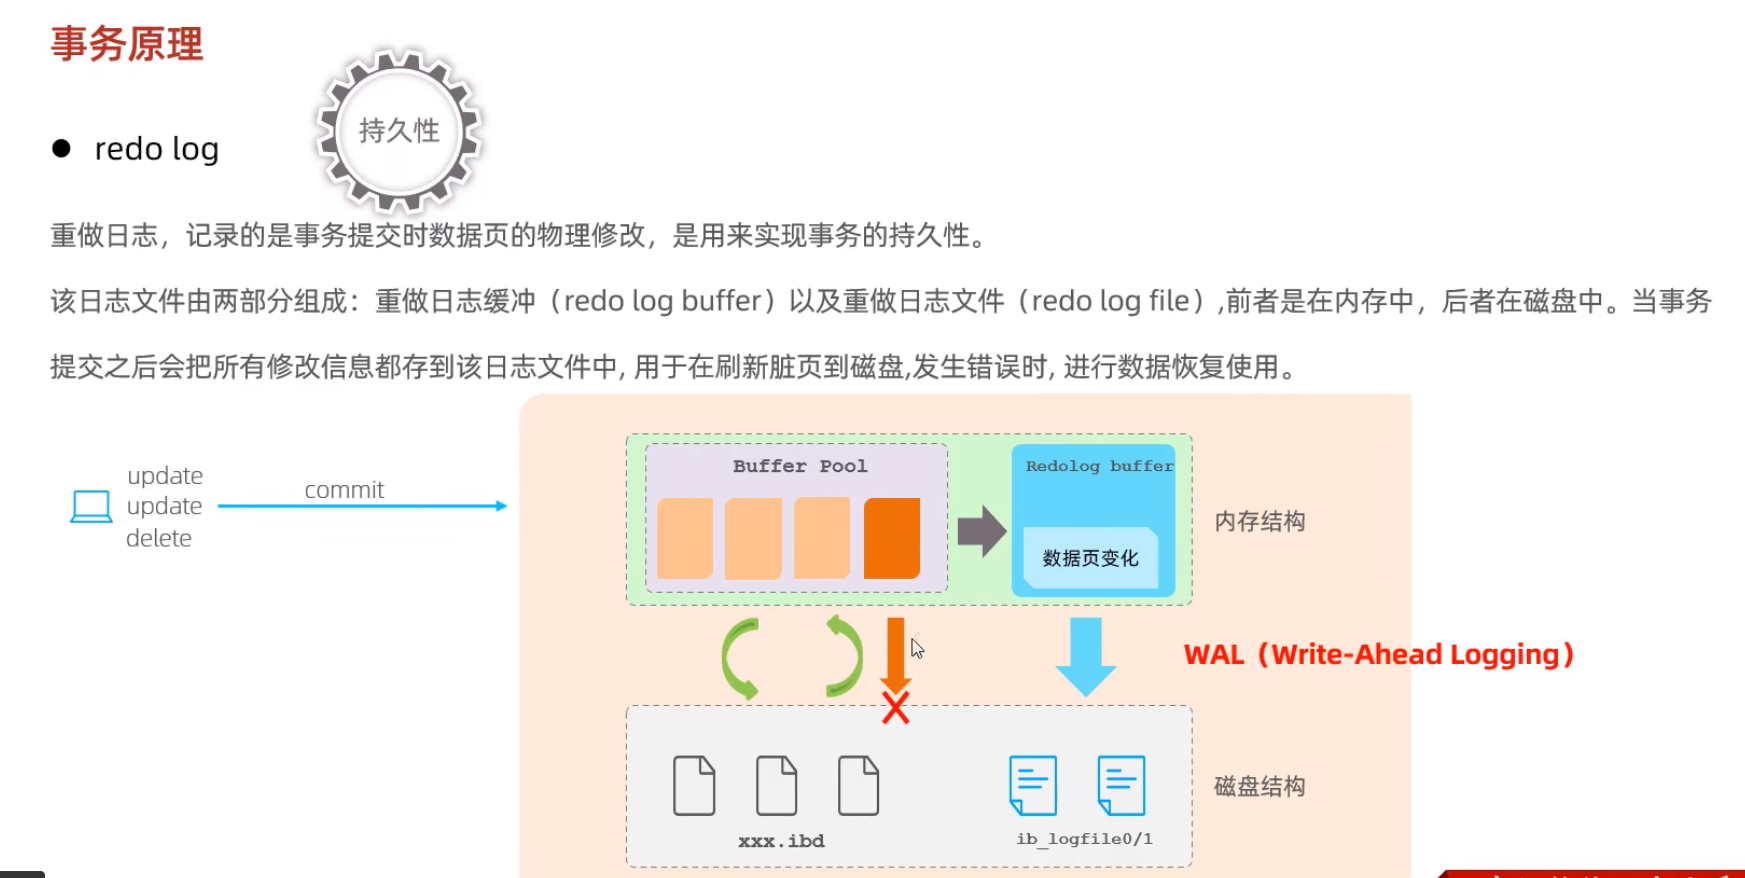 事务原理
持久性
redo log
重做日志，记录的是事务提交时数据页的物理修改，是用来实现事务的持久性。
该日志文件由两部分组成：重做日志缓冲（redo log buffer）以及重做日志文件（redo log file）,前者是在内存中，后者在磁盘中。当事务
提交之后会把所有修改信息都存到该日志文件中, 用于在刷新脏页到磁盘,发生错误时, 进行数据恢复使用。
update
update
delete
commit
Buffer Pool
Redolog buffer
数据页变化
内存结构
WAL（Write-Ahead Logging）
xxx.ibd
ib_logfile0/1
磁盘结构